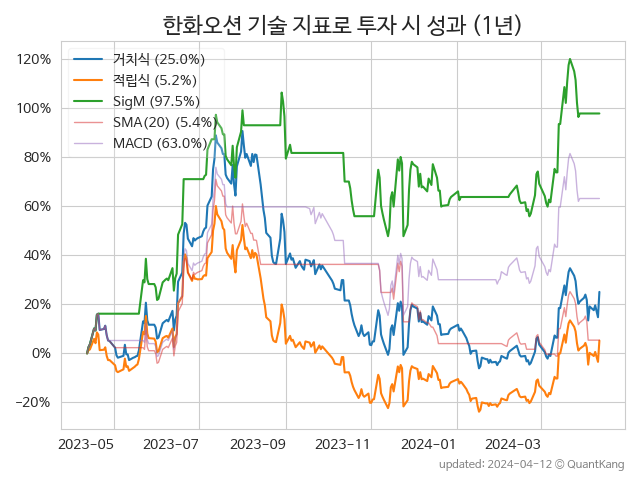 한화오션 기술 지표로 투자 시 성과 (1년)
거치식 (25.0%)
적립식 (5.2%)
SigM (97.5%)
SMA(20) (5.4%)
MACD (63.0%)
120%
100%
80%
60%
40%
20%
0%
−20%
2023-05 2023-07 2023-09 2023-11 2024-01 2024-03
updated: 2024-04-12 © QuantKang